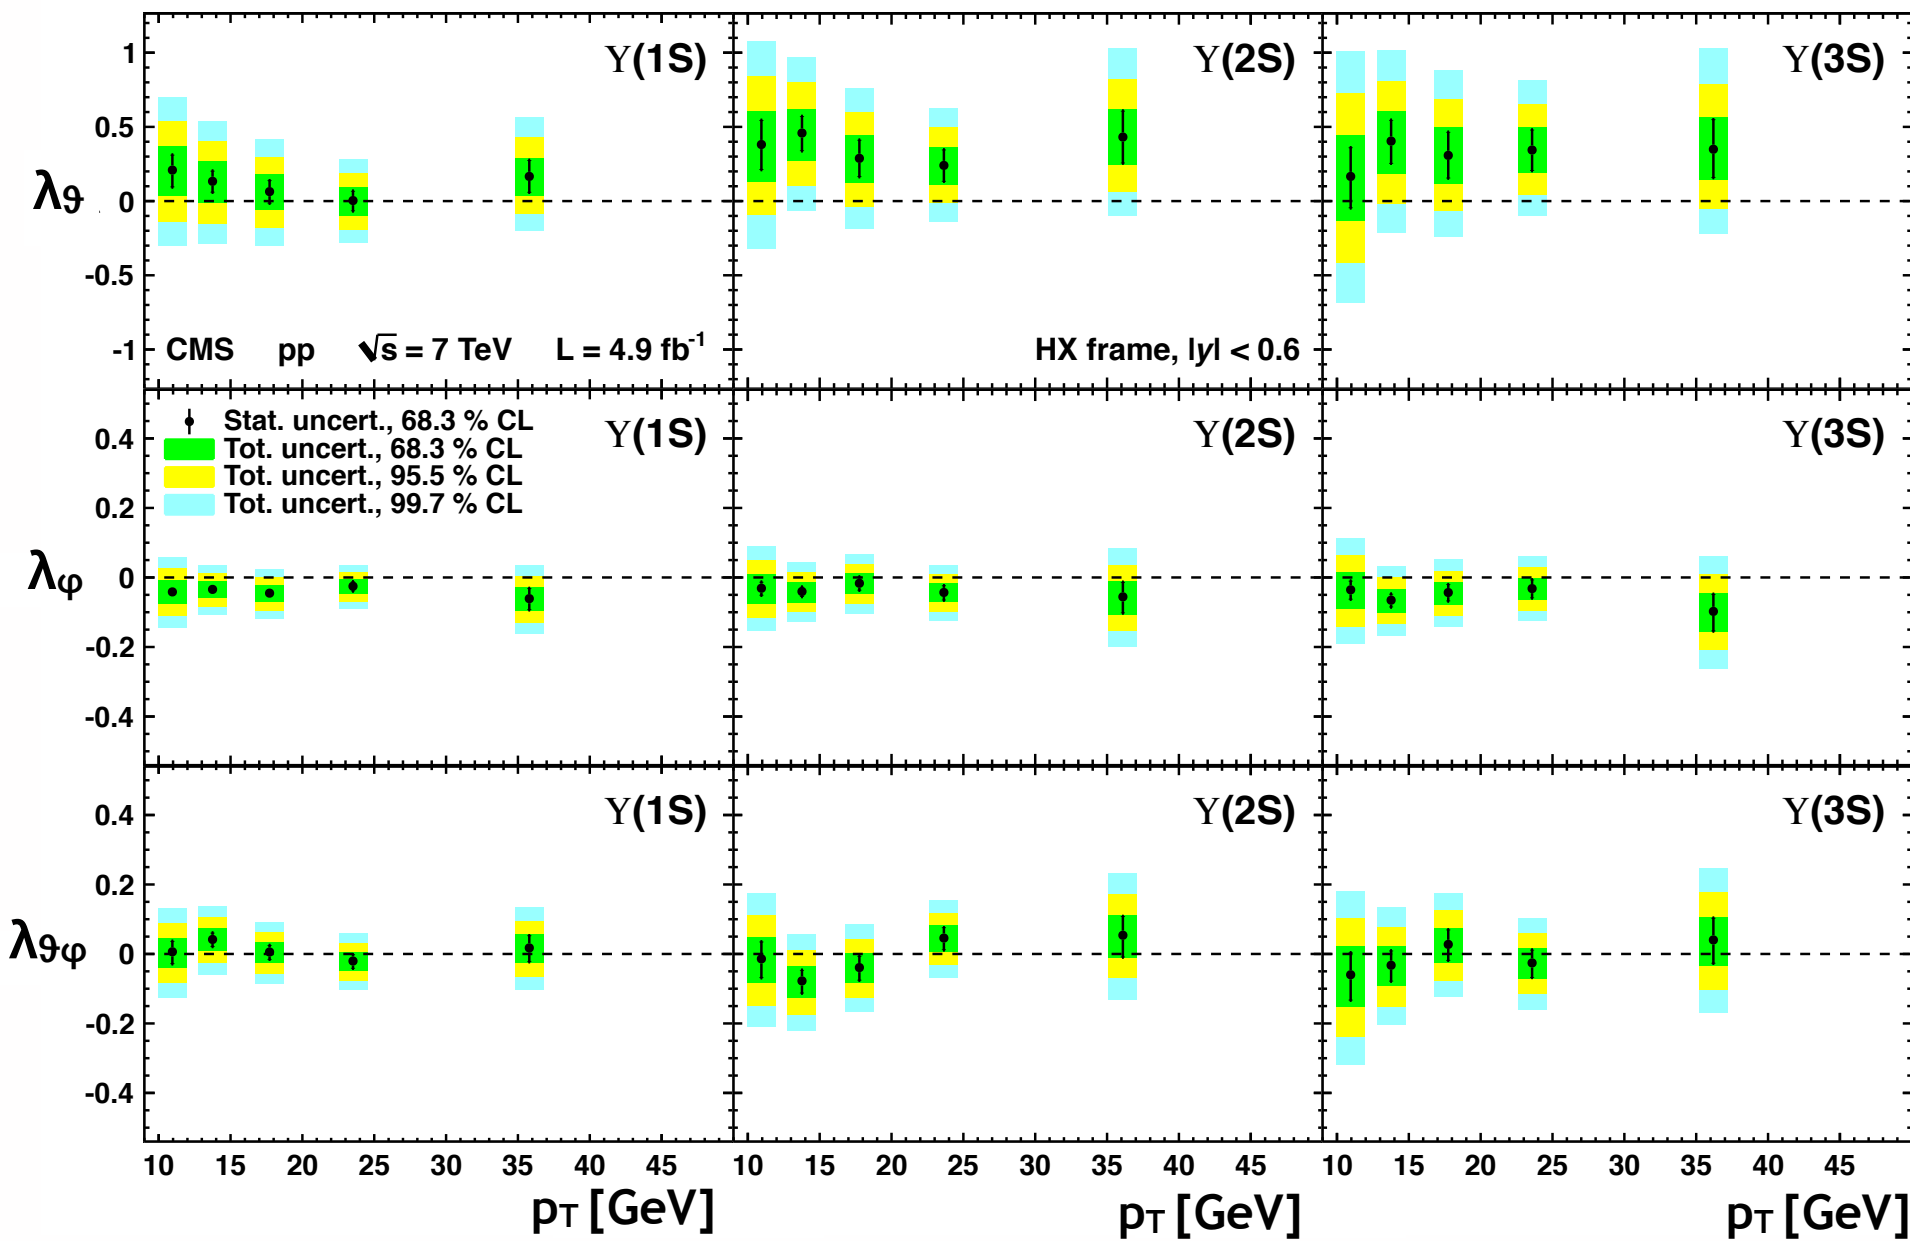 ϒ(1S) ϒ(2S) ϒ(3S)
1
0.5
λϑ 0
-0.5
-1
CMS pp √s = 7 TeV L = 4.9 fb-1
HX frame, |y| < 0.6
Stat. uncert., 68.3 % CL
Tot. uncert., 68.3 % CL
Tot. uncert., 95.5 % CL
Tot. uncert., 99.7 % CL
ϒ(1S) ϒ(2S) ϒ(3S)
0.4
0.2
λφ 0
-0.2
-0.4
ϒ(1S) ϒ(2S) ϒ(3S)
0.4
0.2
λϑφ 0
-0.2
-0.4
10 15 20 25 30 35 40 45 10 15 20 25 30 35 40 45 10 15 20 25 30 35 40 45
pT [GeV] pT [GeV] pT [GeV]